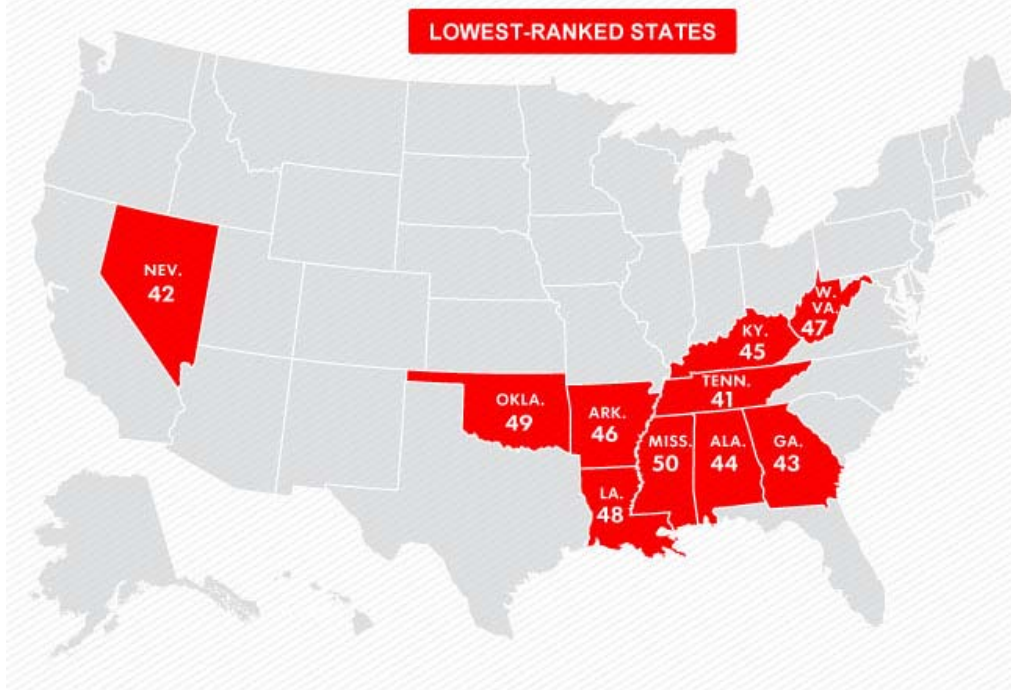 LOWEST-RANKED STATES
NEV.
42
W.
VA.
47
KY.
45
TENN.
41
OKLA.
49
ARK.
46
MISS.
50
ALA.
44
GA.
43
LA.
48